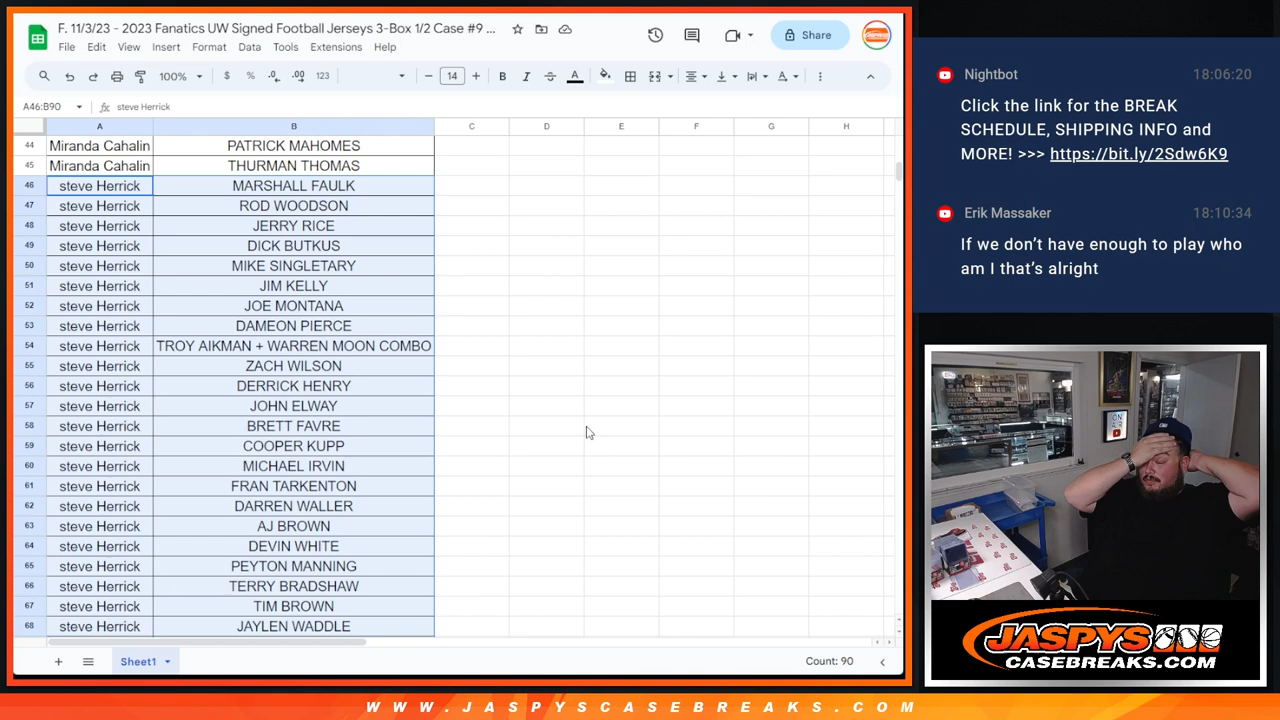 F. 11/3/23 - 2023 Fanatics UW Signed Football Jerseys 3-Box 1/2 Case #9 ...
Share
File Edit View Insert Format Data Tools Extensions Help
100% $ % .0 .00 123 14 B I A
A46:B90 fx steve Herrick
A B C D E F G H
44 Miranda Cahalin PATRICK MAHOMES
45 Miranda Cahalin THURMAN THOMAS
46 steve Herrick MARSHALL FAULK
47 steve Herrick ROD WOODSON
48 steve Herrick JERRY RICE
49 steve Herrick DICK BUTKUS
50 steve Herrick MIKE SINGLETARY
51 steve Herrick JIM KELLY
52 steve Herrick JOE MONTANA
53 steve Herrick DAMEON PIERCE
54 steve Herrick TROY AIKMAN + WARREN MOON COMBO
55 steve Herrick ZACH WILSON
56 steve Herrick DERRICK HENRY
57 steve Herrick JOHN ELWAY
58 steve Herrick BRETT FAVRE
59 steve Herrick COOPER KUPP
60 steve Herrick MICHAEL IRVIN
61 steve Herrick FRAN TARKENTON
62 steve Herrick DARREN WALLER
63 steve Herrick AJ BROWN
64 steve Herrick DEVIN WHITE
65 steve Herrick PEYTON MANNING
66 steve Herrick TERRY BRADSHAW
67 steve Herrick TIM BROWN
68 steve Herrick JAYLEN WADDLE
Sheet1 Count: 90
Nightbot 18:06:20
Click the link for the BREAK
SCHEDULE, SHIPPING INFO and
MORE! >>> https://bit.ly/2Sdw6K9
Erik Massaker 18:10:34
If we don't have enough to play who
am I that's alright
ON
AIR
JASPYS
CASEBREAKS.COM
WWW.JASPYSCASEBREAKS.COM